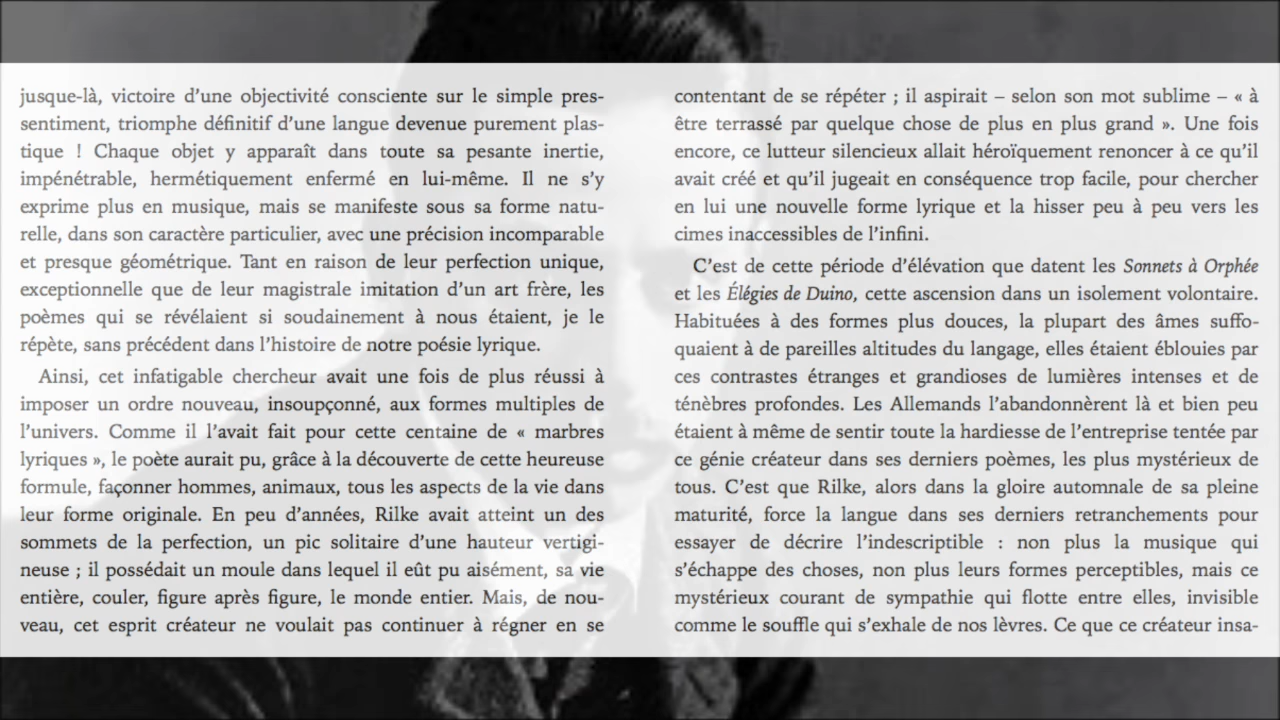 jusque-là, victoire d'une objectivité consciente sur le simple pres-
sentiment, triomphe définitif d'une langue devenue purement plas-
tique ! Chaque objet y apparaît dans toute sa pesante inertie,
impénétrable, hermétiquement enfermé en lui-même. Il ne s'y
exprime plus en musique, mais se manifeste sous sa forme natu-
relle, dans son caractère particulier, avec une précision incomparable
et presque géométrique. Tant en raison de leur perfection unique,
exceptionnelle que de leur magistrale imitation d'un art frère, les
poèmes qui se révélaient si soudainement à nous étaient, je le
répète, sans précédent dans l'histoire de notre poésie lyrique.
Ainsi, cet infatigable chercheur avait une fois de plus réussi à
imposer un ordre nouveau, insoupçonné, aux formes multiples de
l'univers. Comme il l'avait fait pour cette centaine de « marbres
lyriques », le poète aurait pu, grâce à la découverte de cette heureuse
formule, façonner hommes, animaux, tous les aspects de la vie dans
leur forme originale. En peu d'années, Rilke avait atteint un des
sommets de la perfection, un pic solitaire d'une hauteur vertigi-
neuse ; il possédait un moule dans lequel il eût pu aisément, sa vie
entière, couler, figure après figure, le monde entier. Mais, de nou-
veau, cet esprit créateur ne voulait pas continuer à régner en se
contentant de se répéter ; il aspirait – selon son mot sublime – « à
être terrassé par quelque chose de plus en plus grand ». Une fois
encore, ce lutteur silencieux allait héroïquement renoncer à ce qu'il
avait créé et qu'il jugeait en conséquence trop facile, pour chercher
en lui une nouvelle forme lyrique et la hisser peu à peu vers les
cimes inaccessibles de l'infini.
C'est de cette période d'élévation que datent les Sonnets à Orphée
et les Élégies de Duino, cette ascension dans un isolement volontaire.
Habituées à des formes plus douces, la plupart des âmes suffo-
quaient à de pareilles altitudes du langage, elles étaient éblouies par
ces contrastes étranges et grandioses de lumières intenses et de
ténèbres profondes. Les Allemands l'abandonnèrent là et bien peu
étaient à même de sentir toute la hardiesse de l'entreprise tentée par
ce génie créateur dans ses derniers poèmes, les plus mystérieux de
tous. C'est que Rilke, alors dans la gloire automnale de sa pleine
maturité, force la langue dans ses derniers retranchements pour
essayer de décrire l'indescriptible : non plus la musique qui
s'échappe des choses, non plus leurs formes perceptibles, mais ce
mystérieux courant de sympathie qui flotte entre elles, invisible
comme le souffle qui s'exhale de nos lèvres. Ce que ce créateur insa-